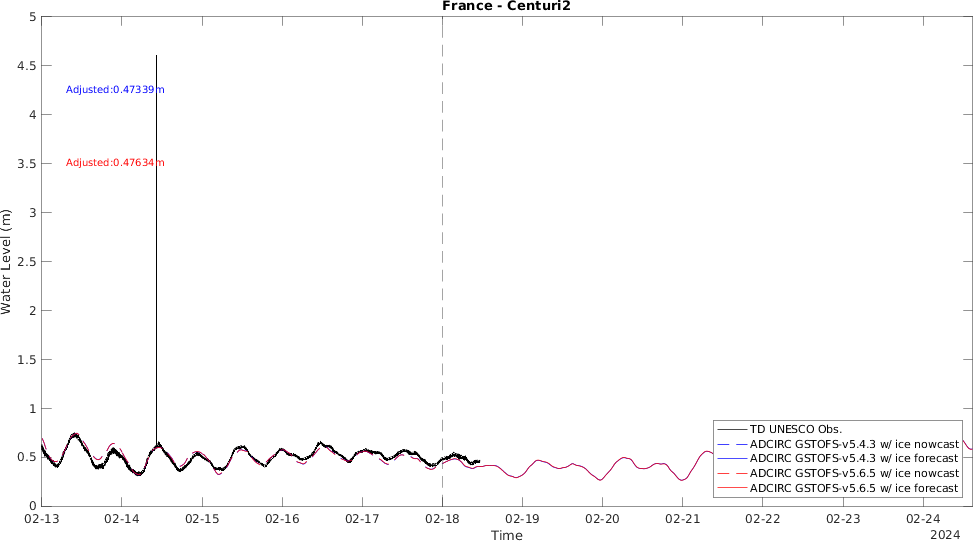 France - Centuri2
5
4.5
4
3.5
3
2.5
2
1.5
1
0.5
0
Water Level (m)
Adjusted:0.47339m
Adjusted:0.47634m
TD UNESCO Obs.
ADCIRC GSTOFS-v5.4.3 w/ ice nowcast
ADCIRC GSTOFS-v5.4.3 w/ ice forecast
ADCIRC GSTOFS-v5.6.5 w/ ice nowcast
ADCIRC GSTOFS-v5.6.5 w/ ice forecast
02-13 02-14 02-15 02-16 02-17 02-18 02-19 02-20 02-21 02-22 02-23 02-24
Time
2024